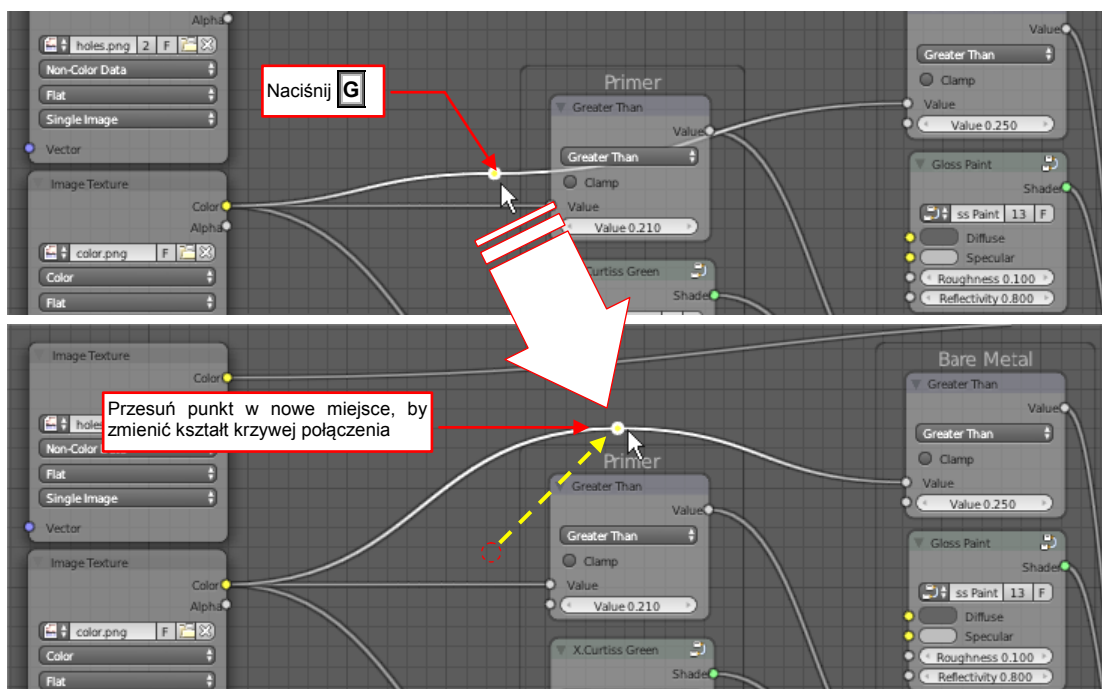 Alpha
holes.png 2 F
Non-Color Data
Flat
Single Image
Vector
Image Texture
Color
Alpha
color.png F
Color
Flat
Naciśnij G
Primer
Greater Than
Value
Greater Than
Clamp
Value
Value 0.210
Curtiss Green
Shader
Value
Greater Than
Clamp
Value
Value 0.250
Gloss Paint
Shader
ss Paint 13 F
Diffuse
Specular
Roughness 0.100
Reflectivity 0.800
Image Texture
Color
holes
Non-Color
Flat
Single Image
Vector
Image Texture
Color
Alpha
color.png F
Color
Flat
Przesuń punkt w nowe miejsce, by
zmienić kształt krzywej połączenia
Primer
Greater Than
Value
Greater Than
Clamp
Value
Value 0.210
X.Curtiss Green
Shader
Bare Metal
Greater Than
Value
Greater Than
Clamp
Value
Value 0.250
Gloss Paint
Shader
ss Paint 13 F
Diffuse
Specular
Roughness 0.100
Reflectivity 0.800